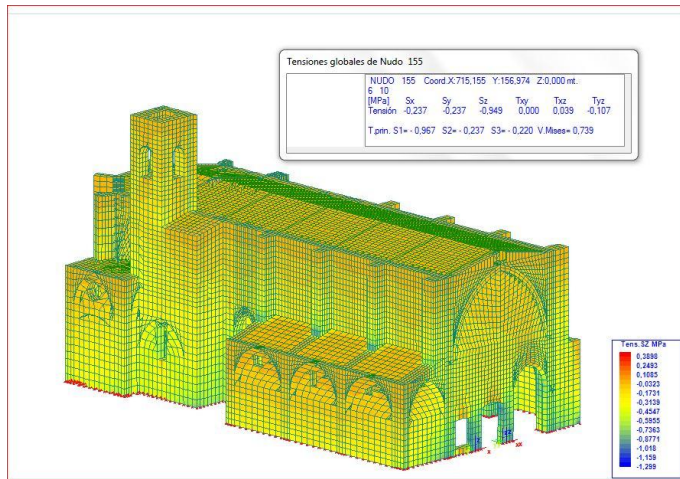 Tensiones globales de Nudo 155
NUDO 155 Coord.X:715,155 Y:156,974 Z:0,000 mt.
6 10
[MPa] Sx Sy Sz Txy Txz Tyz
Tensión -0,237 -0,237 -0,949 0,000 0,039 -0,107
T.prin. S1= - 0,967 S2= - 0,237 S3= - 0,220 V.Mises= 0,739
Tens.SZ MPa
0,3898
0,2493
0,1085
-0,0323
-0,1731
-0,3139
-0,4547
-0,5955
-0,7363
-0,8771
-1,018
-1,159
-1,299